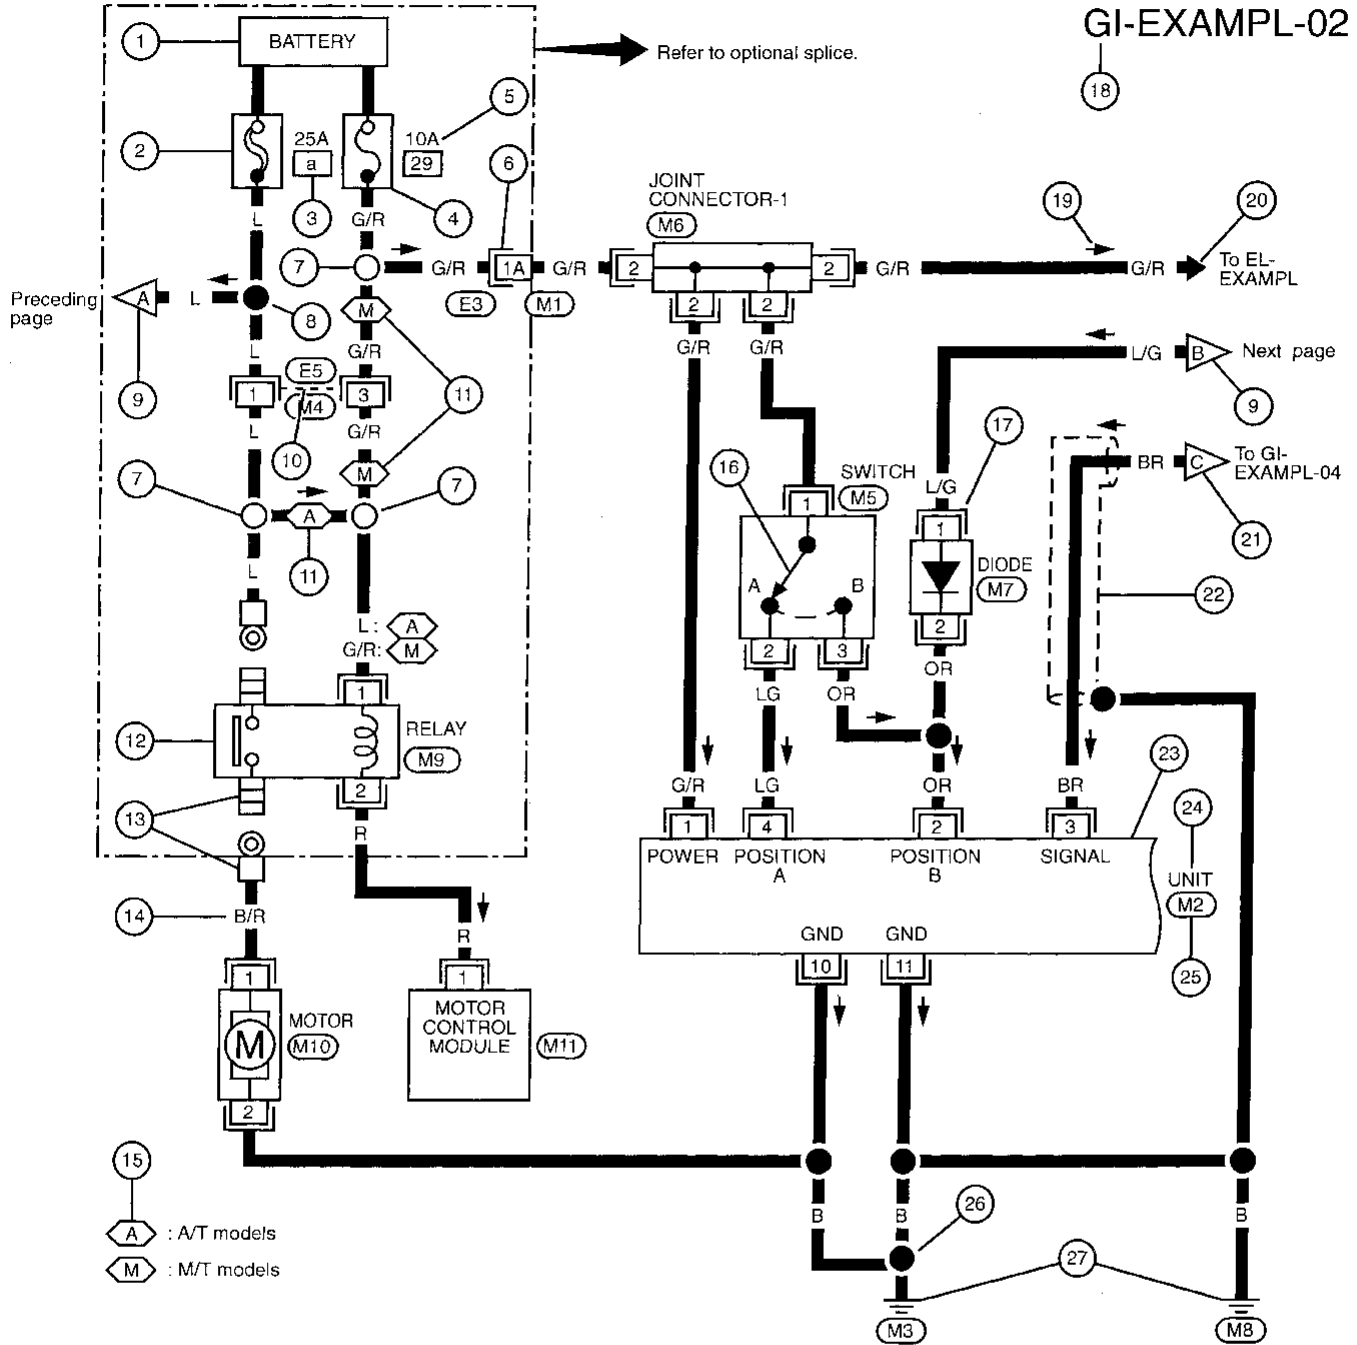 GI-EXAMPL-02
18
1
BATTERY
Refer to optional splice.
5
2
25A
a
10A
29
6
3
4
L
G/R
JOINT
CONNECTOR-1
M6
19
20
7
G/R
1A
G/R
2
2
G/R
G/R
To EL-
EXAMPL
E3
M1
2
2
Preceding
page
A
L
8
M
G/R
G/R
L/G
B
Next page
L
G/R
9
E5
1
3
M4
11
9
L
G/R
10
17
16
SWITCH
M5
BR
C
To GI-
EXAMPL-04
7
M
7
L/G
1
1
21
A
11
L
DIODE
M7
22
A
B
L:
A
G/R:
M
2
3
2
OR
1
LG
OR
12
RELAY
M9
23
2
G/R
LG
OR
BR
13
R
1
4
2
3
24
POWER
POSITION
A
POSITION
B
SIGNAL
UNIT
M2
14
B/R
R
GND
GND
1
1
10
11
25
MOTOR
M10
M
MOTOR
CONTROL
MODULE
M11
2
15
B
B
26
B
A
: A/T models
27
M
: M/T models
M3
M8